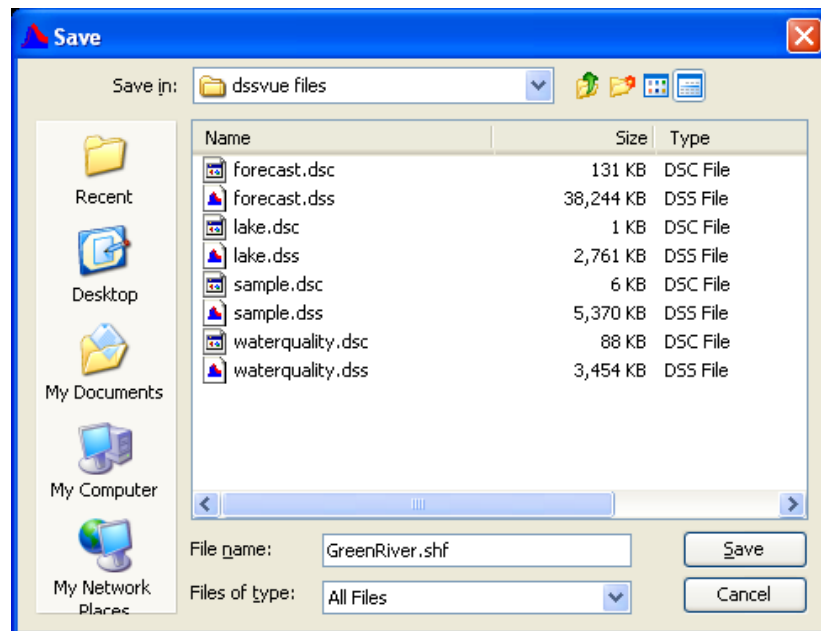 Save
Save in: dssvue files
Name Size Type
forecast.dsc 131 KB DSC File
forecast.dss 38,244 KB DSS File
lake.dsc 1 KB DSC File
lake.dss 2,761 KB DSS File
sample.dsc 6 KB DSC File
sample.dss 5,370 KB DSS File
waterquality.dsc 88 KB DSC File
waterquality.dss 3,454 KB DSS File
Recent
Desktop
My Documents
My Computer
My Network
Places
File name: GreenRiver.shf Save
Files of type: All Files Cancel